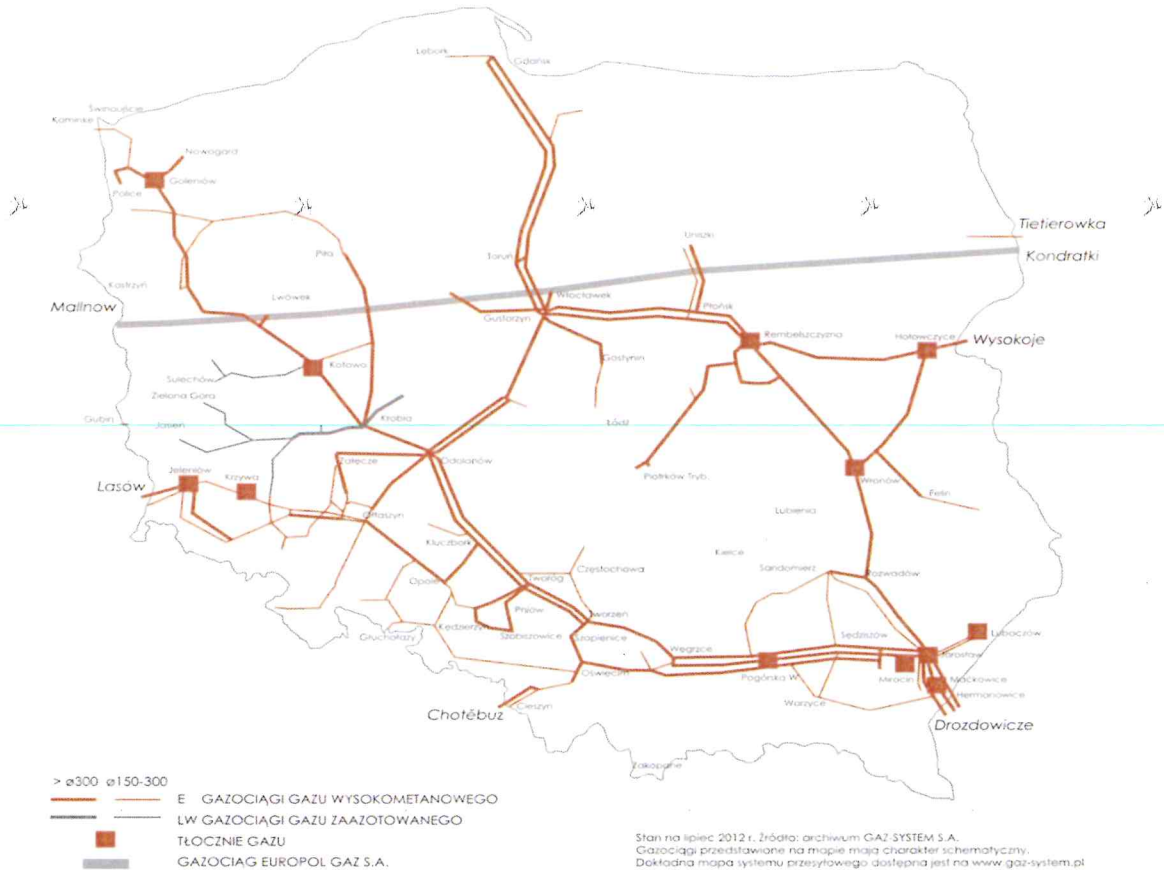 Lębork
Gdańsk
Świnoujście
Kaminke
Nowogard
Goleniów
Police
Tietierowka
Uniszki
Kondratki
Toruń
Piła
Kostrzyń
Lwówek
Włocławek
Mallnow
Płońsk
Gustorzyn
Rembelszczyzna
Hołowczyce
Wysokoje
Gostynin
Kotowo
Sulechów
Zielona Góra
Gubin
Jasień
Krobia
Łódź
Załęcze
Odolanów
Jeleniów
Krzywa
Piotrków Tryb.
Wronów
Lasów
Felin
Ołtaszyn
Lubienia
Kluczbork
Kielce
Częstochowa
Sandomierz
Rozwadów
Opole
Tworóg
Pniów
Tworzeń
Kędzierzyn
Szobiszowice
Szopienice
Głuchołazy
Sędziszów
Lubaczów
Węgrzce
Jarosław
Oświęcim
Pogórska W.
Mirocin
Maćkowice
Hermanowice
Warzyce
Cieszyn
Chotĕbuz
Drozdowicze
Zakopane
> ø300 ø150-300
E GAZOCIĄGI GAZU WYSOKOMETANOWEGO
LW GAZOCIĄGI GAZU ZAAZOTOWANEGO
TŁOCZNIE GAZU
GAZOCIĄG EUROPOL GAZ S.A.
Stan na lipiec 2012 r. Źródło: archiwum GAZ-SYSTEM S.A.
Gazociągi przedstawione na mapie mają charakter schematyczny.
Dokładna mapa systemu przesyłowego dostępna jest na www.gaz-system.pl